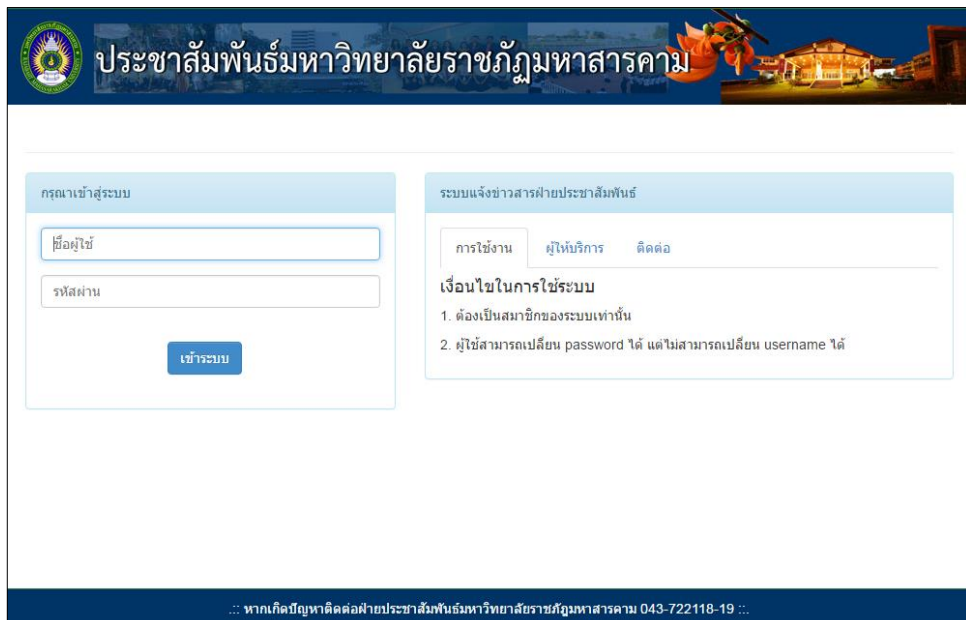 ประชาสัมพันธ์มหาวิทยาลัยราชภัฏมหาสารคาม
กรุณาเข้าสู่ระบบ
ชื่อผู้ใช้
รหัสผ่าน
เข้าระบบ
ระบบแจ้งข่าวสารฝ่ายประชาสัมพันธ์
การใช้งาน ผู้ให้บริการ ติดต่อ
เงื่อนไขในการใช้ระบบ
1. ต้องเป็นสมาชิกของระบบเท่านั้น
2. ผู้ใช้สามารถเปลี่ยน password ได้ แต่ไม่สามารถเปลี่ยน username ได้
.:: หากเกิดปัญหาติดต่อฝ่ายประชาสัมพันธ์มหาวิทยาลัยราชภัฏมหาสารคาม 043-722118-19 ::.